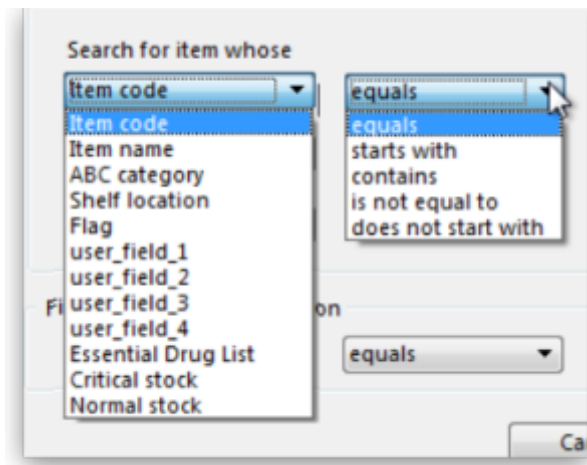 Search for item whose
Item code
equals
Item code
Item name
ABC category
Shelf location
Flag
user_field_1
user_field_2
user_field_3
user_field_4
Essential Drug List
Critical stock
Normal stock
equals
starts with
contains
is not equal to
does not start with
Fi
on
equals
Ca